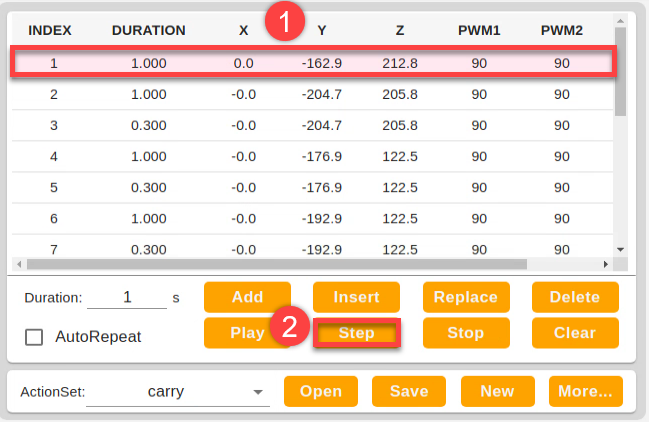 1
INDEX DURATION X Y Z PWM1 PWM2
1 1.000 0.0 -162.9 212.8 90 90
2 1.000 -0.0 -204.7 205.8 90 90
3 0.300 -0.0 -204.7 205.8 90 90
4 1.000 -0.0 -176.9 122.5 90 90
5 0.300 -0.0 -176.9 122.5 90 90
6 1.000 -0.0 -192.9 122.5 90 90
7 0.300 -0.0 -192.9 122.5 90 90
Duration: 1 s Add Insert Replace Delete
AutoRepeat Play 2 Step Stop Clear
ActionSet: carry Open Save New More...